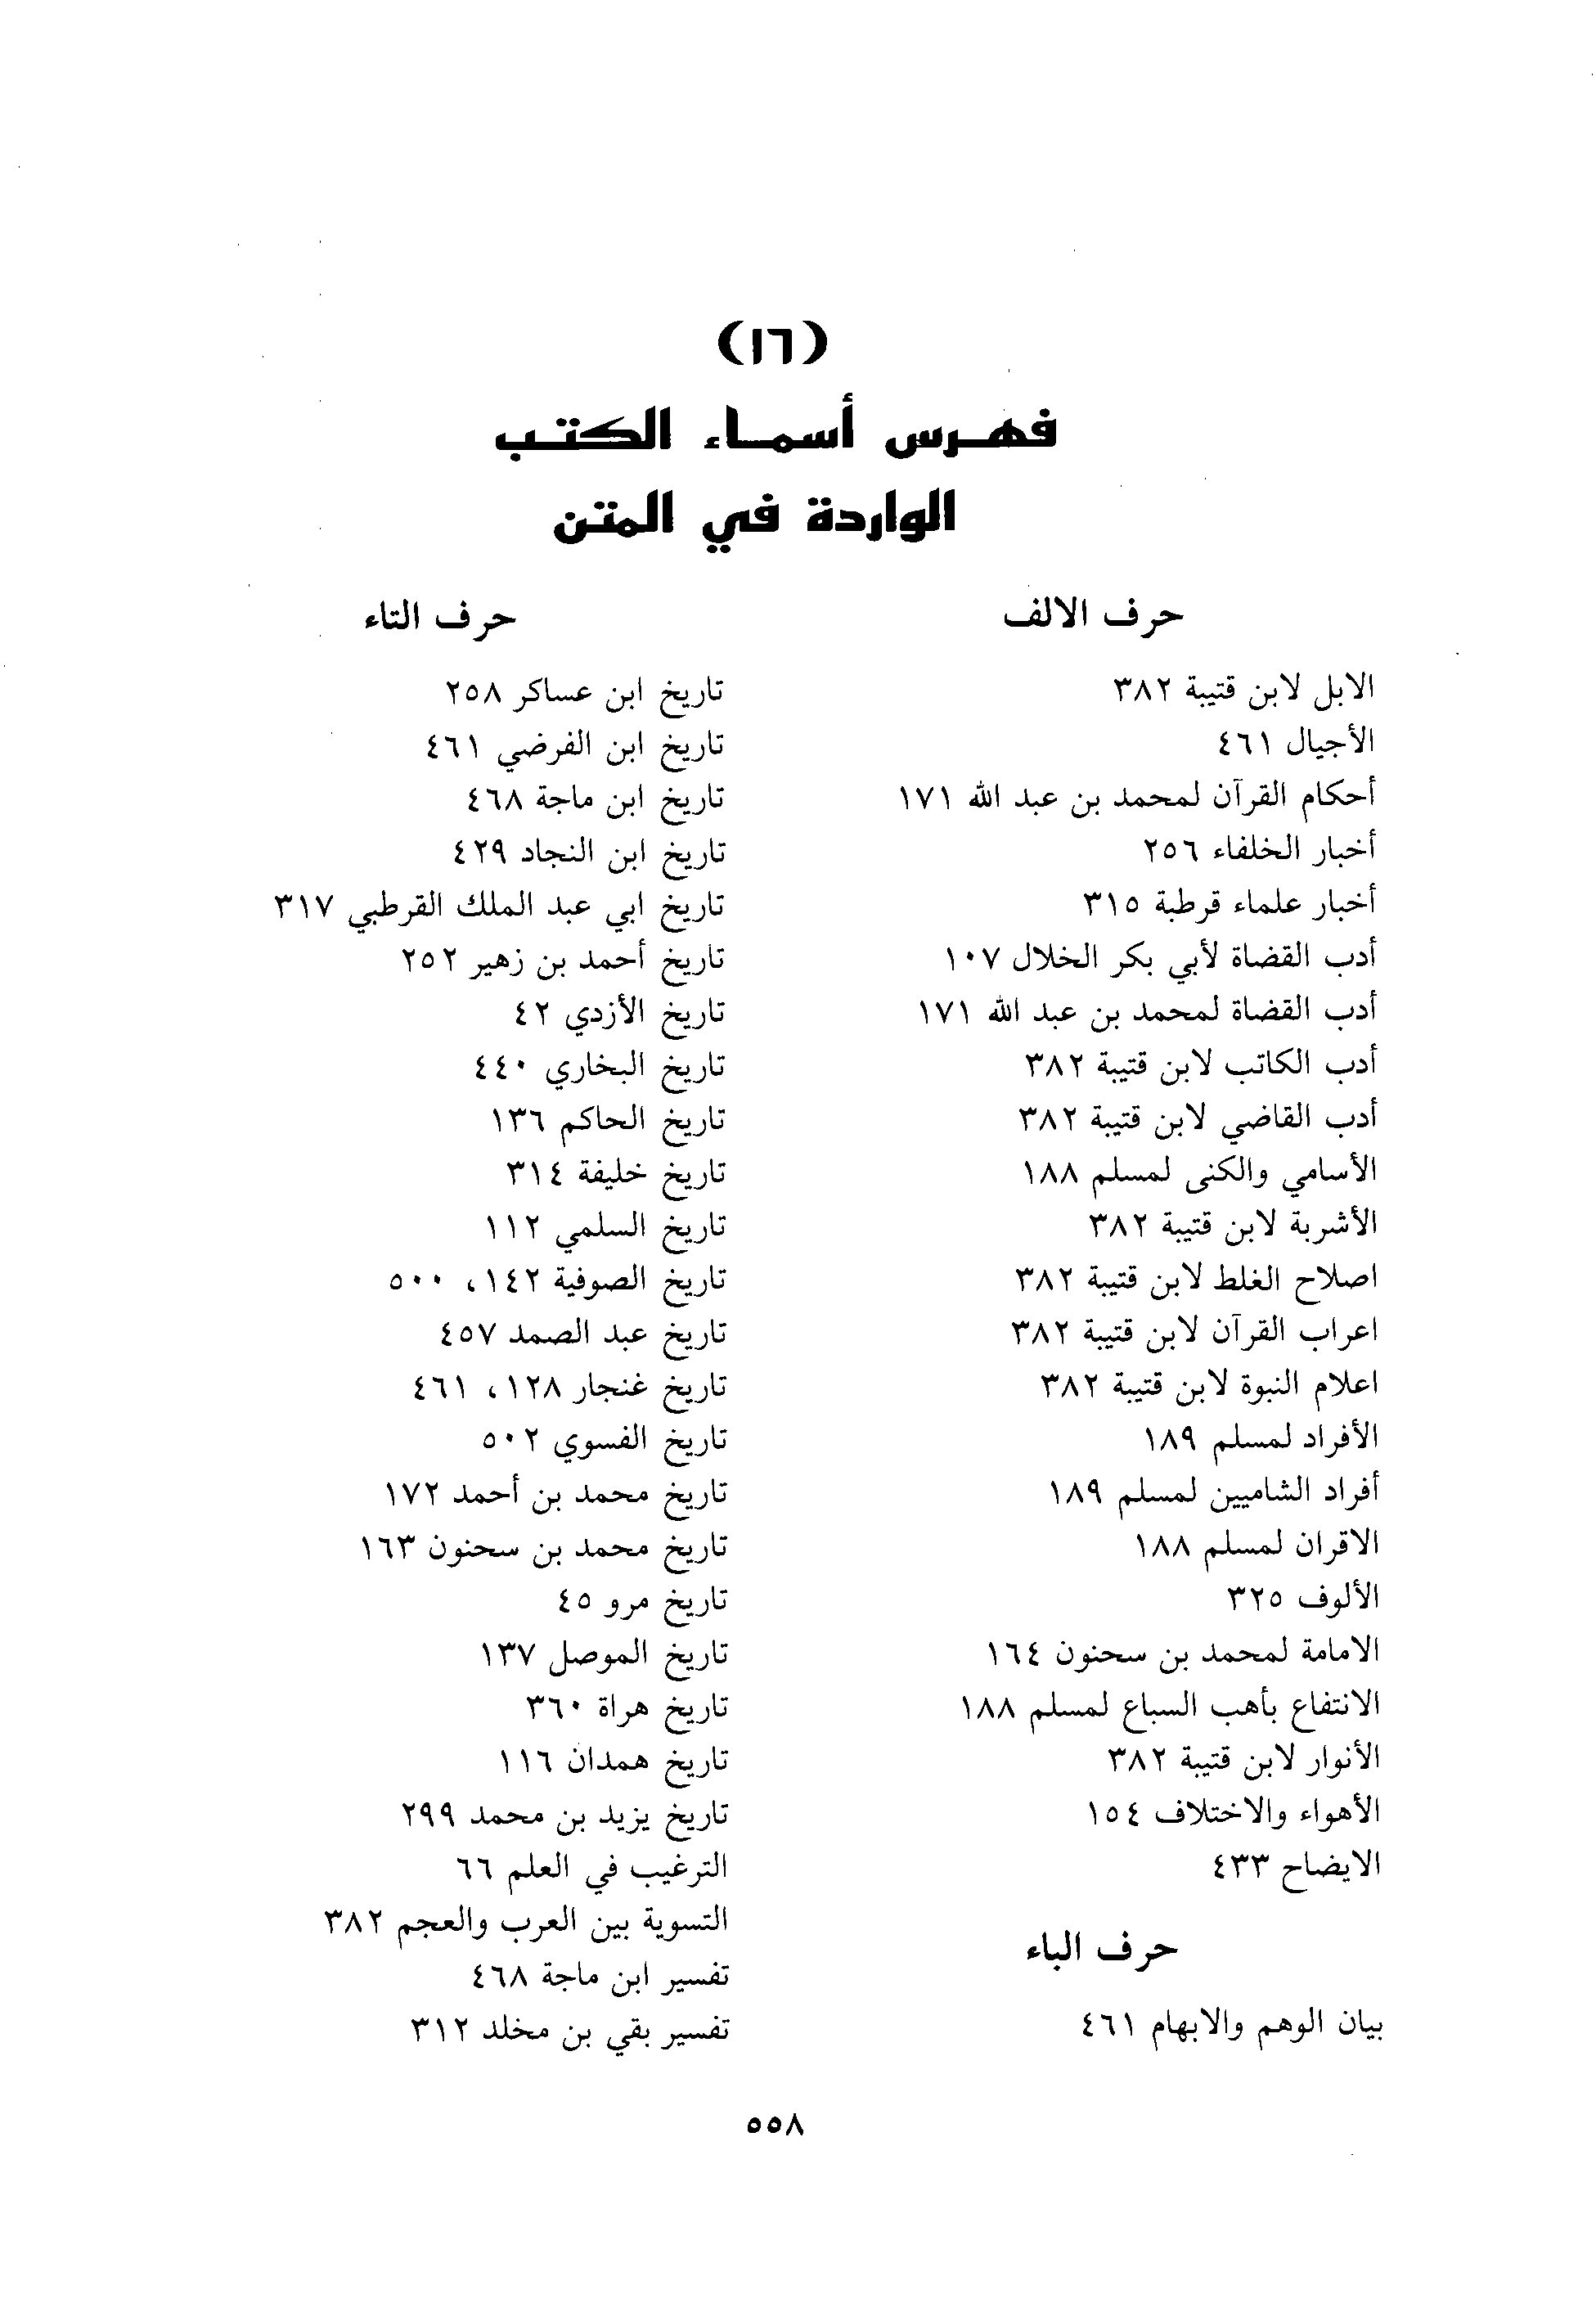 (١٦)
فهرس أسماء الكتب
الواردة في المتن
حرف الالف
الابل لابن قتيبة ٣٨٢
الأجيال ٤٦١
أحكام القرآن لمحمد بن عبد الله ١٧١
أخبار الخلفاء ٢٥٦
أخبار علماء قرطبة ٣١٥
أدب القضاة لأبي بكر الخلال ١٠٧
أدب القضاة لمحمد بن عبد الله ١٧١
أدب الكاتب لابن قتيبة ٣٨٢
أدب القاضي لابن قتيبة ٣٨٢
الأسامي والكنى لمسلم ١٨٨
الأشربة لابن قتيبة ٣٨٢
اصلاح الغلط لابن قتيبة ٣٨٢
اعراب القرآن لابن قتيبة ٣٨٢
اعلام النبوة لابن قتيبة ٣٨٢
الأفراد لمسلم ١٨٩
أفراد الشاميين لمسلم ١٨٩
الاقران لمسلم ١٨٨
الألوف ٣٢٥
الامامة لمحمد بن سحنون ١٦٤
الانتفاع بأهب السباع لمسلم ١٨٨
الأنوار لابن قتيبة ٣٨٢
الأهواء والاختلاف ١٥٤
الايضاح ٤٣٣
حرف الباء
بيان الوهم والابهام ٤٦١
حرف التاء
تاريخ ابن عساكر ٢٥٨
تاريخ ابن الفرضي ٤٦١
تاريخ ابن ماجة ٤٦٨
تاريخ ابن النجاد ٤٢٩
تاريخ ابي عبد الملك القرطبي ٣١٧
تاريخ أحمد بن زهير ٢٥٢
تاريخ الأزدي ٤٢
تاريخ البخاري ٤٤٠
تاريخ الحاكم ١٣٦
تاريخ خليفة ٣١٤
تاريخ السلمي ١١٢
تاريخ الصوفية ١٤٢، ٥٠٠
تاريخ عبد الصمد ٤٥٧
تاريخ غنجار ١٢٨، ٤٦١
تاريخ الفسوي ٥٠٢
تاريخ محمد بن أحمد ١٧٢
تاريخ محمد بن سحنون ١٦٣
تاريخ مرو ٤٥
تاريخ الموصل ١٣٧
تاريخ هراة ٣٦٠
تاريخ همدان ١١٦
تاريخ يزيد بن محمد ٢٩٩
الترغيب في العلم ٦٦
التسوية بين العرب والعجم ٣٨٢
تفسير ابن ماجة ٤٦٨
تفسير بقي بن مخلد ٣١٢
٥٥٨